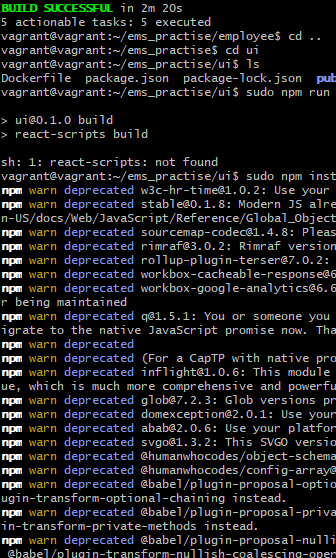 BUILD SUCCESSFUL in 2m 20s
5 actionable tasks: 5 executed
vagrant@vagrant:~/ems_practise/employee$ cd ..
vagrant@vagrant:~/ems_practise$ cd ui
vagrant@vagrant:~/ems_practise/ui$ ls
Dockerfile  package.json  package-lock.json  pub
vagrant@vagrant:~/ems_practise/ui$ sudo npm run
> ui@0.1.0 build
> react-scripts build
sh: 1: react-scripts: not found
vagrant@vagrant:~/ems_practise/ui$ sudo npm inst
npm warn deprecated w3c-hr-time@1.0.2: Use your
npm warn deprecated stable@0.1.8: Modern JS alre
n-US/docs/Web/JavaScript/Reference/Global_Object
npm warn deprecated sourcemap-codec@1.4.8: Pleas
npm warn deprecated rimraf@3.0.2: Rimraf version
npm warn deprecated rollup-plugin-terser@7.0.2:
npm warn deprecated workbox-cacheable-response@6
npm warn deprecated workbox-google-analytics@6.6
r being maintained
npm warn deprecated q@1.5.1: You or someone you
igrate to the native JavaScript promise now. Tha
npm warn deprecated
npm warn deprecated (For a CapTP with native pro
npm warn deprecated inflight@1.0.6: This module
ue, which is much more comprehensive and powerfu
npm warn deprecated glob@7.2.3: Glob versions pr
npm warn deprecated domexception@2.0.1: Use your
npm warn deprecated abab@2.0.6: Use your platfor
npm warn deprecated svgo@1.3.2: This SVGO versio
npm warn deprecated @humanwhocodes/object-schema
npm warn deprecated @humanwhocodes/config-array@
npm warn deprecated @babel/plugin-proposal-optio
ugin-transform-optional-chaining instead.
npm warn deprecated @babel/plugin-proposal-priva
in-transform-private-methods instead.
npm warn deprecated @babel/plugin-proposal-nulli
@babel/plugin-transform-nullish-coalescing-oper